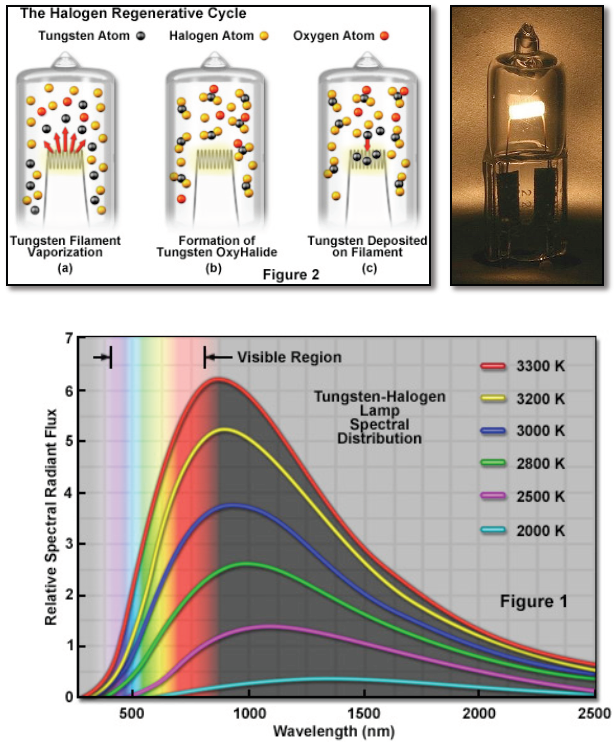 The Halogen Regenerative Cycle
Tungsten Atom Halogen Atom Oxygen Atom
Tungsten Filament
Vaporization
(a)
Formation of
Tungsten OxyHalide
(b)
Tungsten Deposited
on Filament
(c)
Figure 2
Visible Region
Tungsten-Halogen
Lamp
Spectral
Distribution
3300 K
3200 K
3000 K
2800 K
2500 K
2000 K
Figure 1
Relative Spectral Radiant Flux
7
6
5
4
3
2
1
0
500 1000 1500 2000 2500
Wavelength (nm)